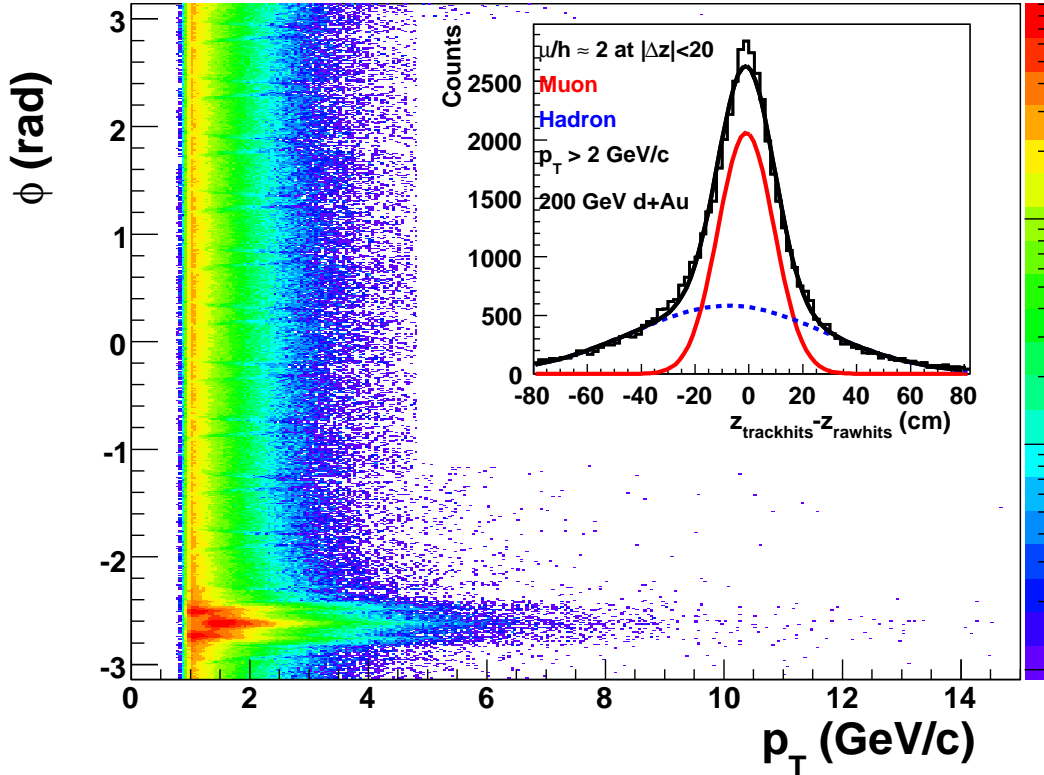 3
2
1
0
-1
-2
-3
φ (rad)
0 2 4 6 8 10 12 14
p_T (GeV/c)
Counts
2500
2000
1500
1000
500
0
μ/h ≈ 2 at |Δz|<20
Muon
Hadron
p_T > 2 GeV/c
200 GeV d+Au
-80 -60 -40 -20 0 20 40 60 80
z_trackhits-z_rawhits (cm)